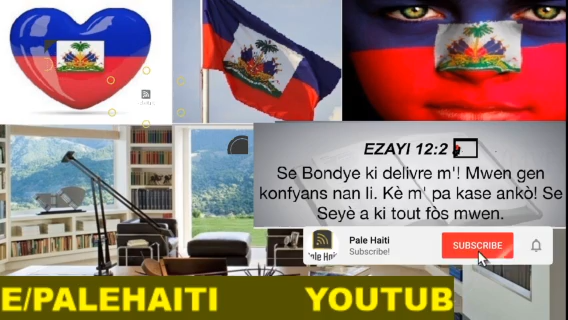 EZAYI 12:2
Se Bondye ki delivre m'! Mwen gen
konfyans nan li. Kè m' pa kase ankò! Se
Seyè a ki tout fòs mwen.
Pale Haiti
Subscribe!
SUBSCRIBE
E/PALEHAITI YOUTUB